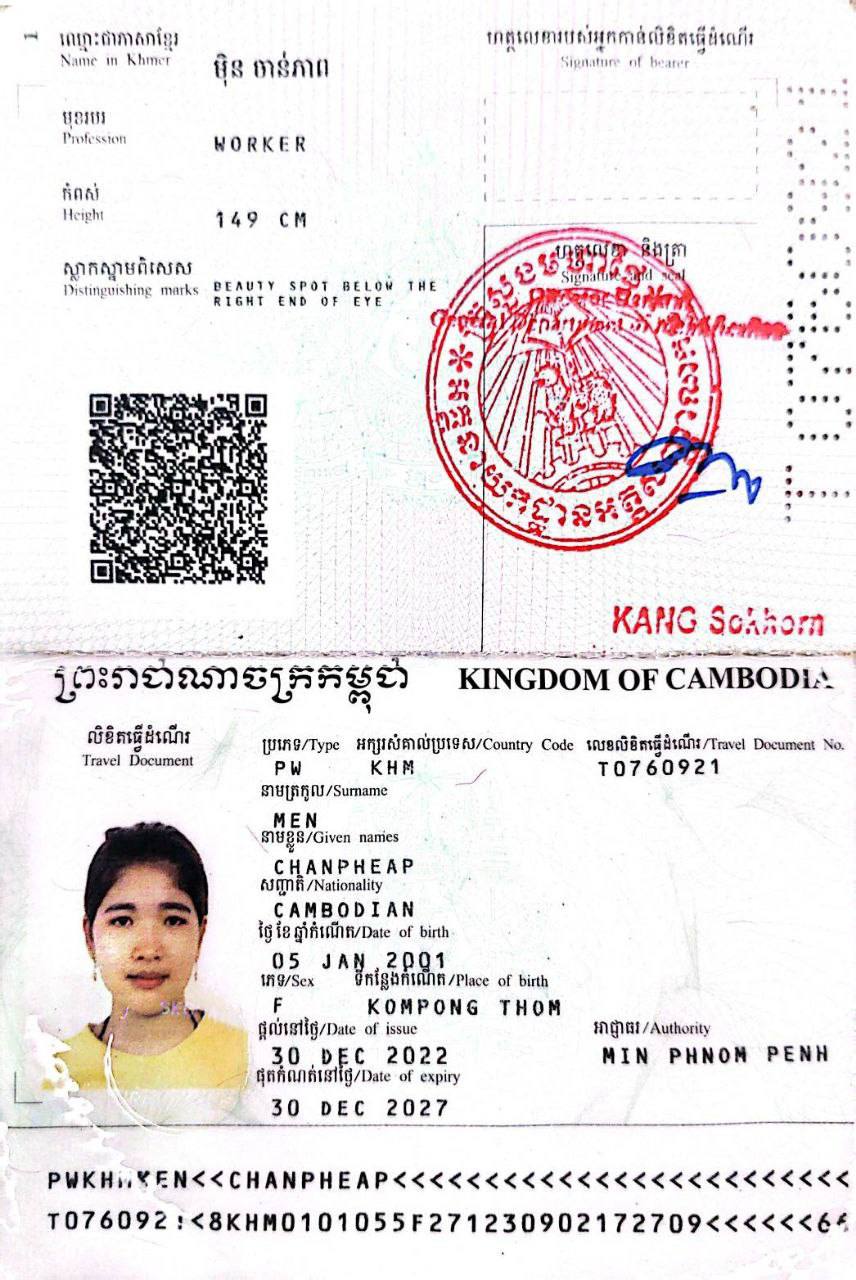 ឈ្មោះជាភាសាខ្មែរ
Name in Khmer
ម៉ិន ចាន់ភាព
មុខរបរ
Profession
WORKER
កំពស់
Height
149 CM
ស្លាកស្នាមពិសេស
Distinguishing marks
BEAUTY SPOT BELOW THE
RIGHT END OF EYE
ហត្ថលេខារបស់អ្នកកាន់លិខិតធ្វើដំណើរ
Signature of bearer
ហត្ថលេខា និងត្រា
Signature and seal
KANG Sokhorn
ព្រះរាជាណាចក្រកម្ពុជា KINGDOM OF CAMBODIA
លិខិតធ្វើដំណើរ
Travel Document
ប្រភេទ/Type អក្សរសំគាល់ប្រទេស/Country Code លេខលិខិតធ្វើដំណើរ/Travel Document No.
PW KHM T0760921
នាមត្រកូល/Surname
MEN
នាមខ្លួន/Given names
CHANPHEAP
សញ្ជាតិ/Nationality
CAMBODIAN
ថ្ងៃ ខែ ឆ្នាំកំណើត/Date of birth
05 JAN 2001
ភេទ/Sex ទីកន្លែងកំណើត/Place of birth
F KOMPONG THOM
ផ្តល់នៅថ្ងៃ/Date of issue អាជ្ញាធរ/Authority
30 DEC 2022 MIN PHNOM PENH
ផុតកំណត់នៅថ្ងៃ/Date of expiry
30 DEC 2027